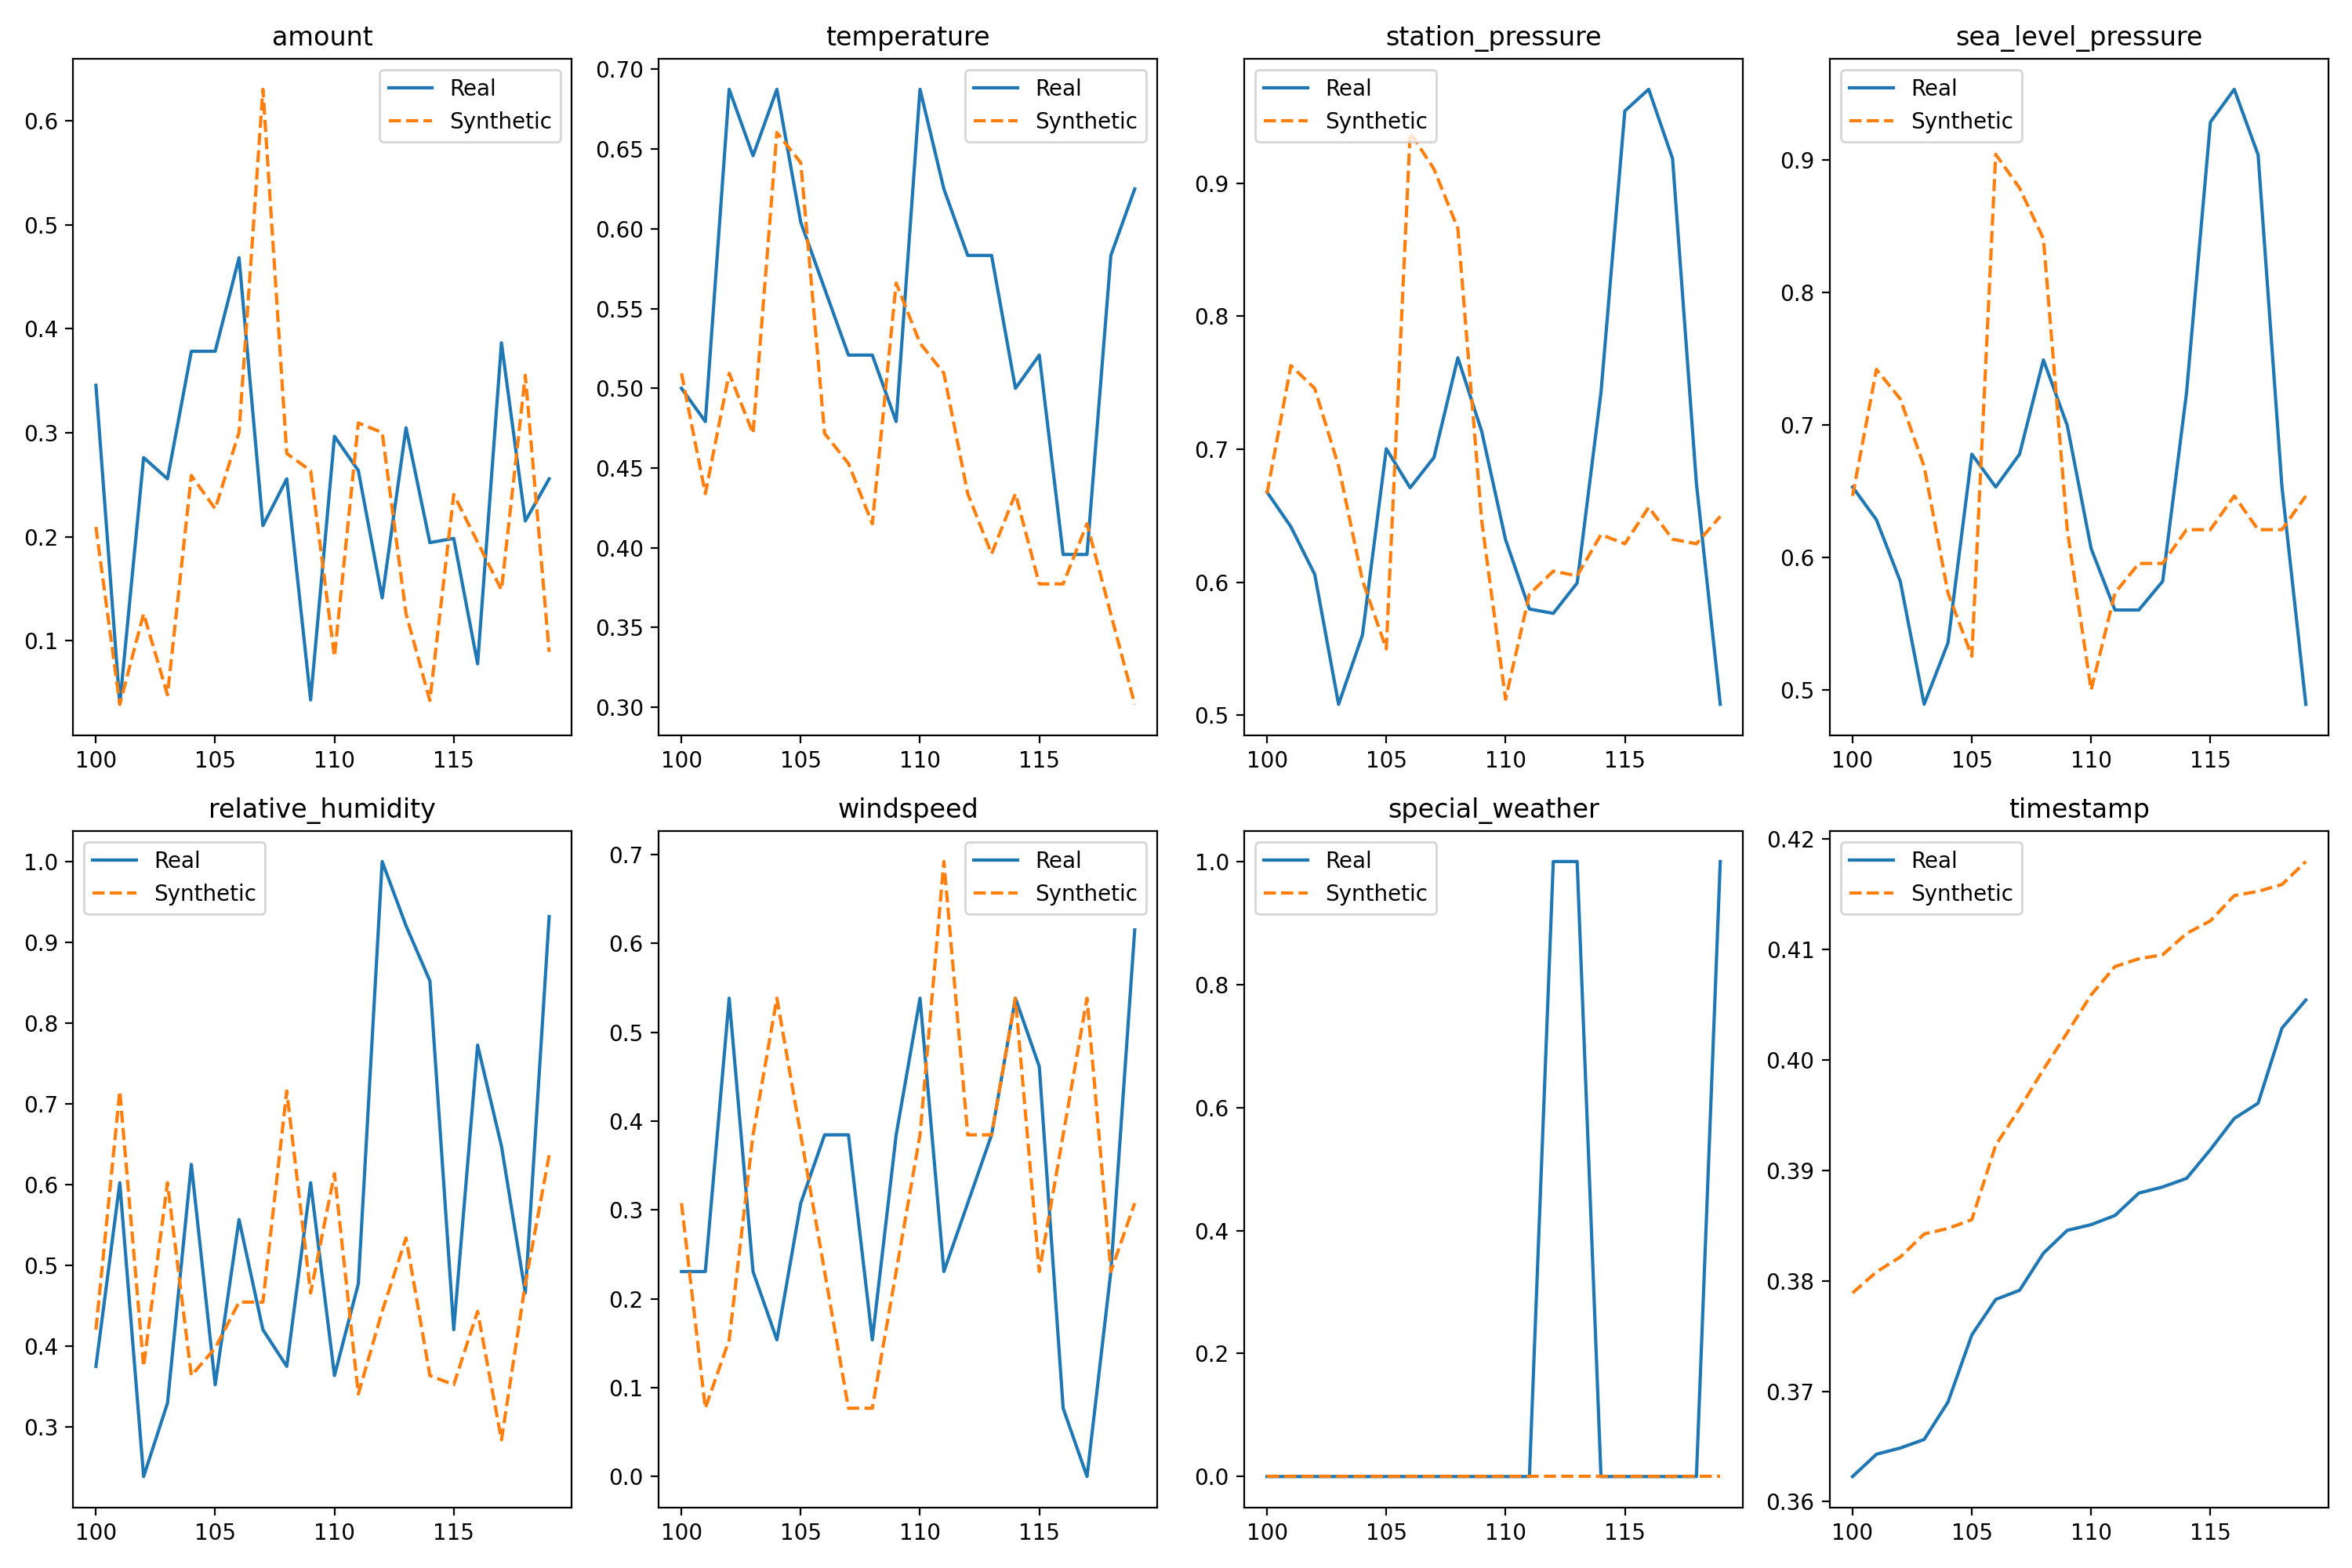 amount
Real
Synthetic
0.6
0.5
0.4
0.3
0.2
0.1
100 105 110 115
temperature
Real
Synthetic
0.70
0.65
0.60
0.55
0.50
0.45
0.40
0.35
0.30
100 105 110 115
station_pressure
Real
Synthetic
0.9
0.8
0.7
0.6
0.5
100 105 110 115
sea_level_pressure
Real
Synthetic
0.9
0.8
0.7
0.6
0.5
100 105 110 115
relative_humidity
Real
Synthetic
1.0
0.9
0.8
0.7
0.6
0.5
0.4
0.3
100 105 110 115
windspeed
Real
Synthetic
0.7
0.6
0.5
0.4
0.3
0.2
0.1
0.0
100 105 110 115
special_weather
Real
Synthetic
1.0
0.8
0.6
0.4
0.2
0.0
100 105 110 115
timestamp
Real
Synthetic
0.42
0.41
0.40
0.39
0.38
0.37
0.36
100 105 110 115